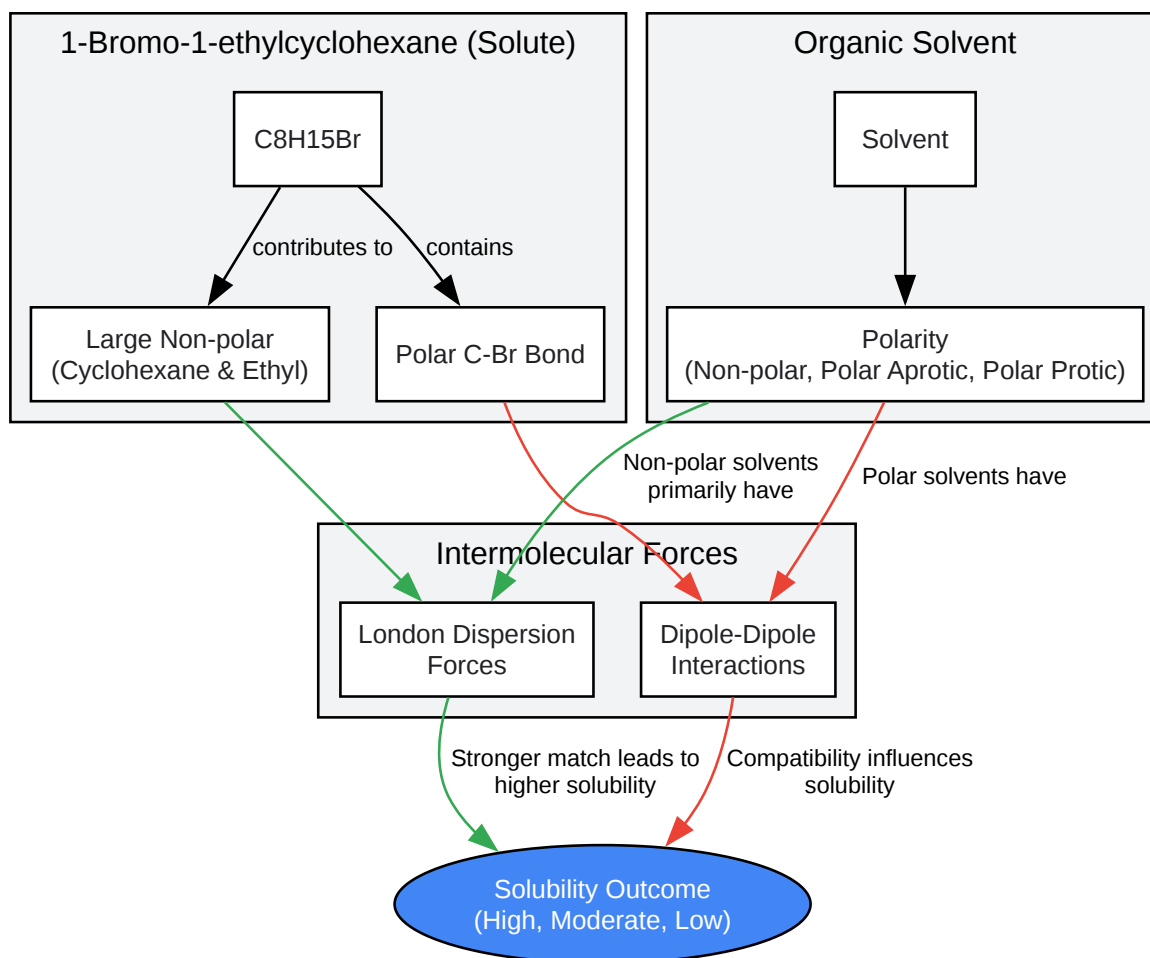 1-Bromo-1-ethylcyclohexane (Solute)
Organic Solvent
C8H15Br
Solvent
contributes to
contains
Large Non-polar
(Cyclohexane & Ethyl)
Polar C-Br Bond
Polarity
(Non-polar, Polar Aprotic, Polar Protic)
Non-polar solvents
primarily have
Polar solvents have
Intermolecular Forces
London Dispersion
Forces
Dipole-Dipole
Interactions
Stronger match leads to
higher solubility
Compatibility influences
solubility
Solubility Outcome
(High, Moderate, Low)